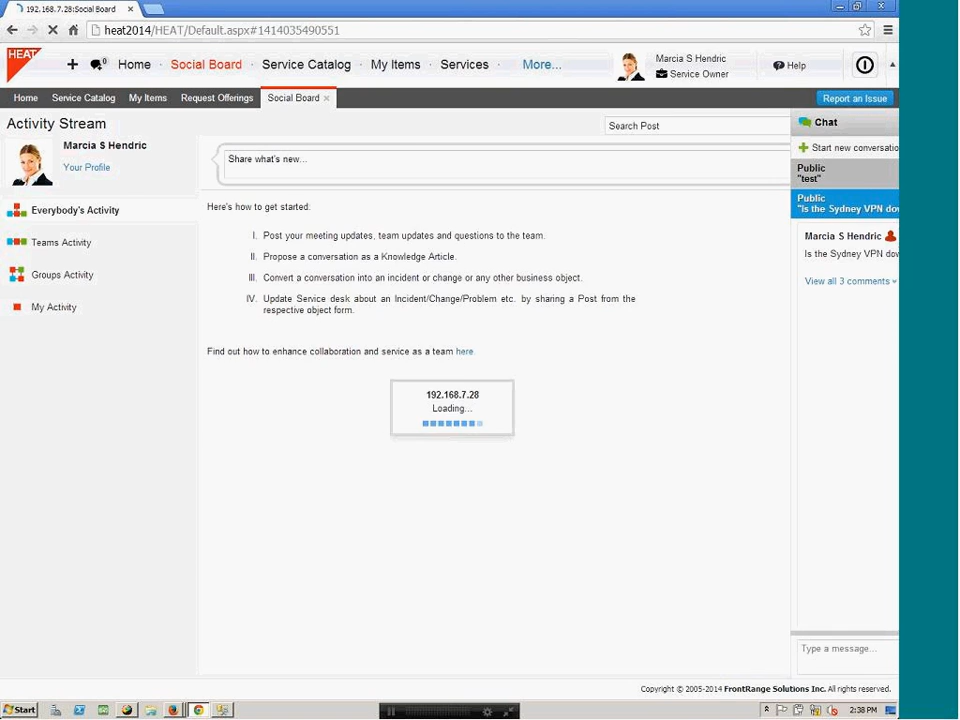 192.168.7.28:Social Board
heat2014/HEAT/Default.aspx#1414035490551
HEAT
0
Home · Social Board · Service Catalog · My Items · Services · More...
Marcia S Hendric
Service Owner
Help
Home Service Catalog My Items Request Offerings Social Board
Report an Issue
Activity Stream
Search Post
Chat
Marcia S Hendric
Your Profile
Share what's new...
Start new conversatio
Public
"test"
Public
"Is the Sydney VPN dov
Everybody's Activity
Teams Activity
Groups Activity
My Activity
Here's how to get started:
I. Post your meeting updates, team updates and questions to the team.
II. Propose a conversation as a Knowledge Article.
III. Convert a conversation into an incident or change or any other business object.
IV. Update Service desk about an Incident/Change/Problem etc. by sharing a Post from the
respective object form.
Find out how to enhance collaboration and service as a team here.
Marcia S Hendric
Is the Sydney VPN dov
View all 3 comments
192.168.7.28
Loading...
Type a message...
Copyright © 2005-2014 FrontRange Solutions Inc. All rights reserved.
Start
2:38 PM